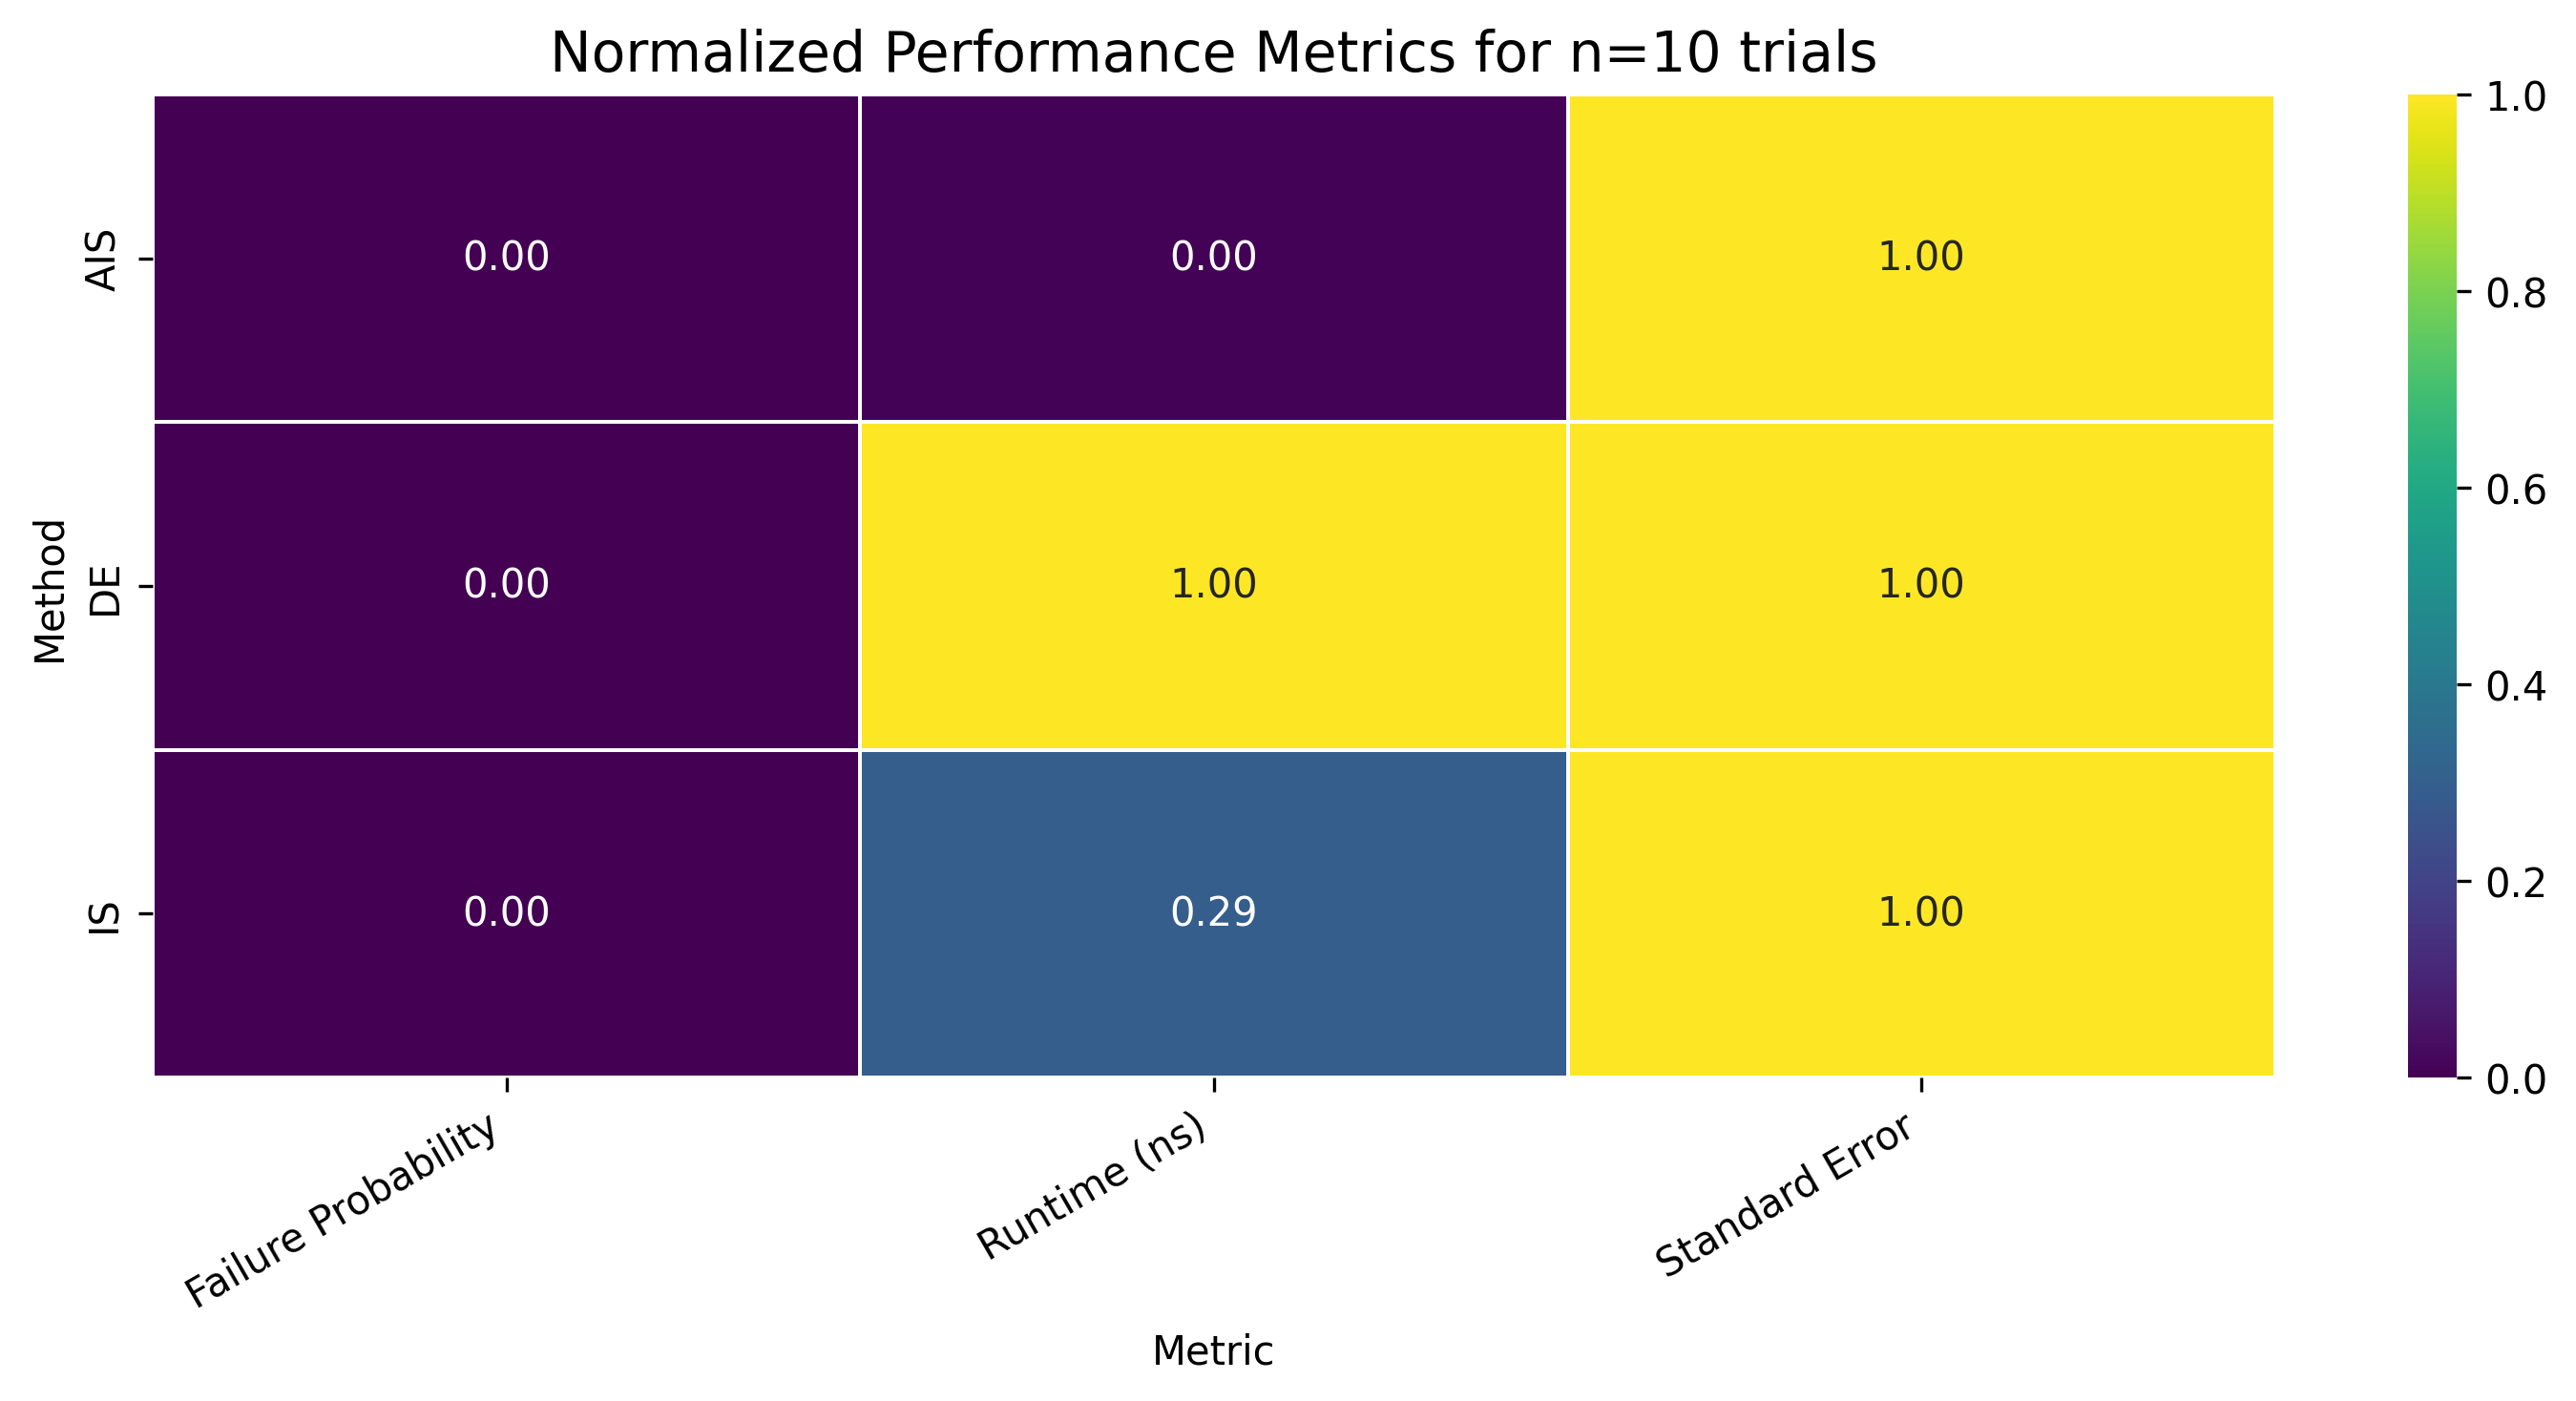 Normalized Performance Metrics for n=10 trials
Method
AIS
0.00
0.00
1.00
DE
0.00
1.00
1.00
IS
0.00
0.29
1.00
Failure Probability
Runtime (ns)
Standard Error
Metric
1.0
0.8
0.6
0.4
0.2
0.0